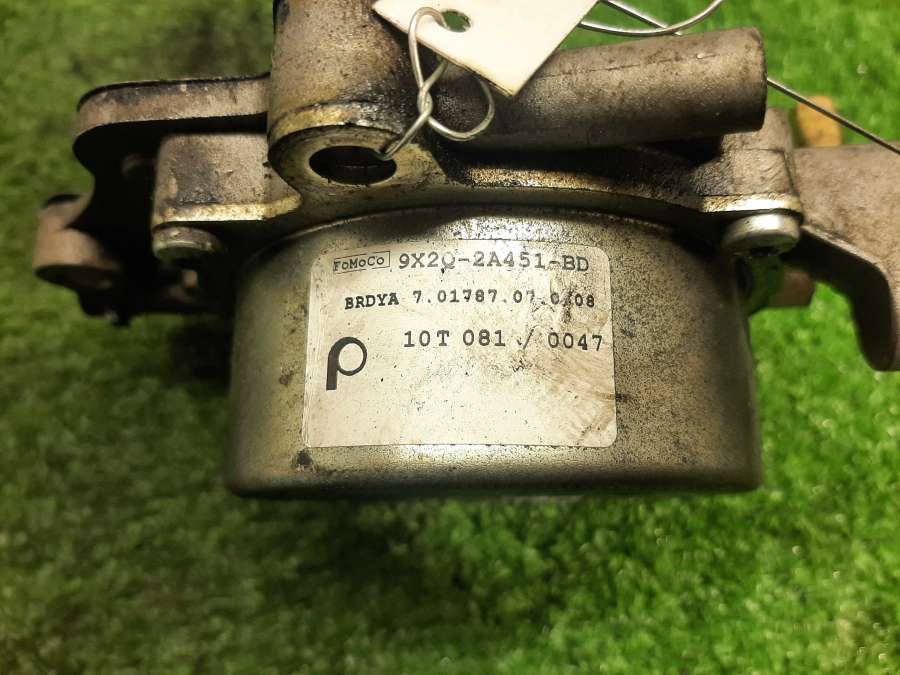 FoMoCo 9X2Q-2A451-BD
BRDYA 7.01787.07.0/08
10T 081 / 0047